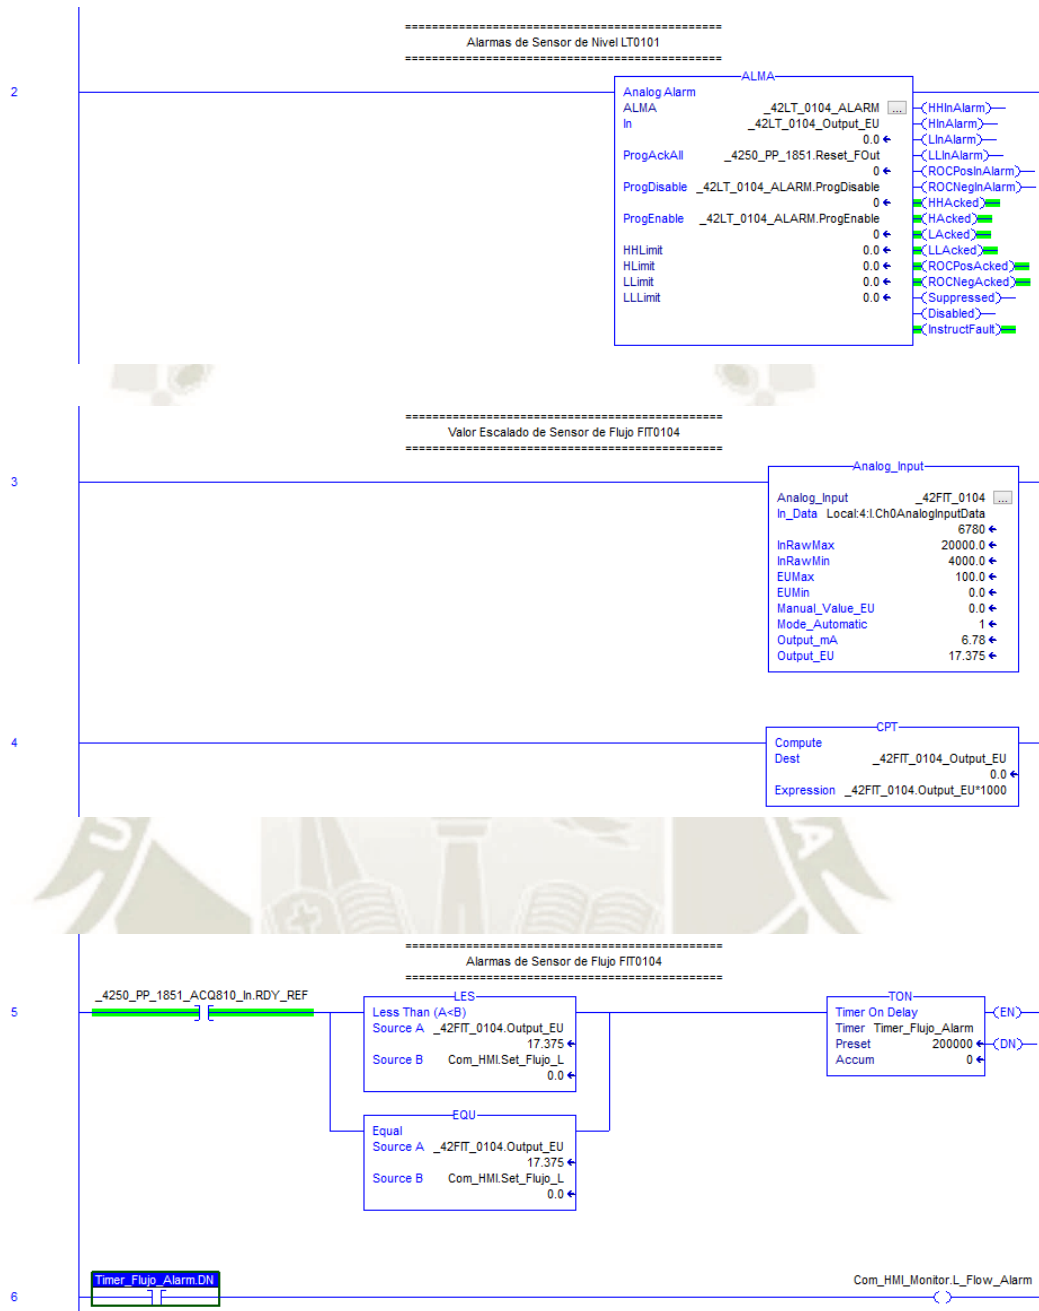 ==============================================
Alarmas de Sensor de Nivel LT0101
==============================================
2
ALMA
Analog Alarm
ALMA _42LT_0104_ALARM ...
In _42LT_0104_Output_EU
0.0
ProgAckAll _4250_PP_1851.Reset_FOut
0
ProgDisable _42LT_0104_ALARM.ProgDisable
0
ProgEnable _42LT_0104_ALARM.ProgEnable
0
HHLimit 0.0
HLimit 0.0
LLimit 0.0
LLLimit 0.0
HHInAlarm
HInAlarm
LInAlarm
LLInAlarm
ROCPosInAlarm
ROCNegInAlarm
HHAcked
HAcked
LAcked
LLAcked
ROCPosAcked
ROCNegAcked
Suppressed
Disabled
InstructFault
==============================================
Valor Escalado de Sensor de Flujo FIT0104
==============================================
3
Analog_Input
Analog_Input _42FIT_0104 ...
In_Data Local:4:I.Ch0AnalogInputData
6780
InRawMax 20000.0
InRawMin 4000.0
EUMax 100.0
EUMin 0.0
Manual_Value_EU 0.0
Mode_Automatic 1
Output_mA 6.78
Output_EU 17.375
4
CPT
Compute
Dest _42FIT_0104_Output_EU
0.0
Expression _42FIT_0104.Output_EU*1000
==============================================
Alarmas de Sensor de Flujo FIT0104
==============================================
5
_4250_PP_1851_ACQ810_In.RDY_REF
LES
Less Than (A<B)
Source A _42FIT_0104.Output_EU
17.375
Source B Com_HMI.Set_Flujo_L
0.0
EQU
Equal
Source A _42FIT_0104.Output_EU
17.375
Source B Com_HMI.Set_Flujo_L
0.0
TON
Timer On Delay
Timer Timer_Flujo_Alarm
Preset 200000
Accum 0
EN
DN
6
Timer_Flujo_Alarm.DN
Com_HMI_Monitor.L_Flow_Alarm